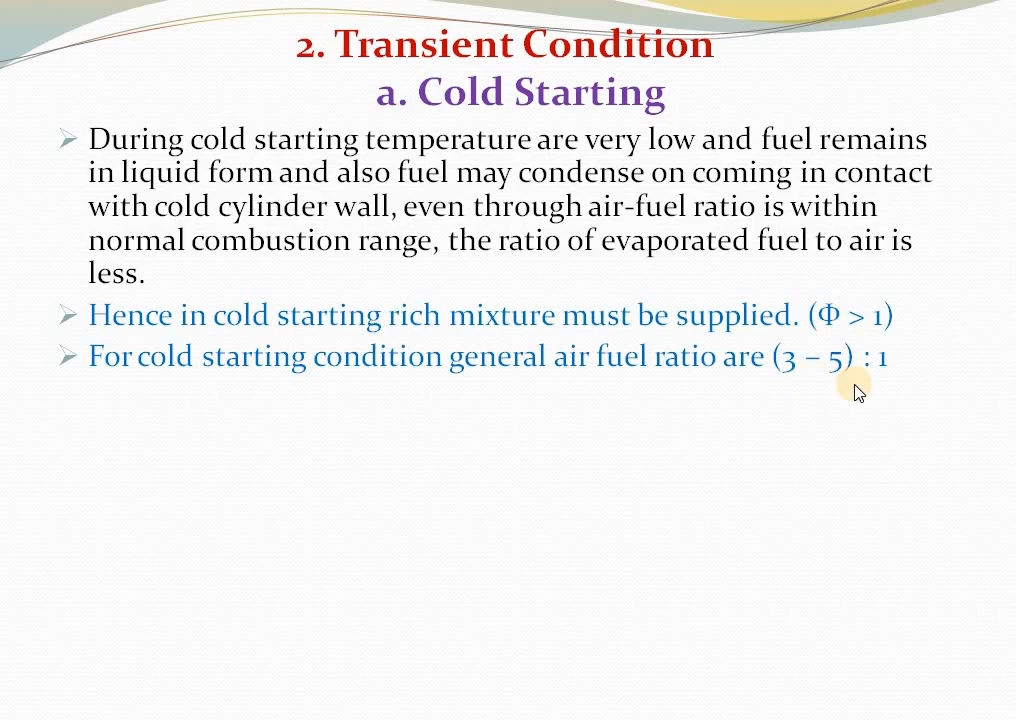 2. Transient Condition
a. Cold Starting
During cold starting temperature are very low and fuel remains
in liquid form and also fuel may condense on coming in contact
with cold cylinder wall, even through air-fuel ratio is within
normal combustion range, the ratio of evaporated fuel to air is
less.
Hence in cold starting rich mixture must be supplied. (Φ > 1)
For cold starting condition general air fuel ratio are (3 – 5) : 1